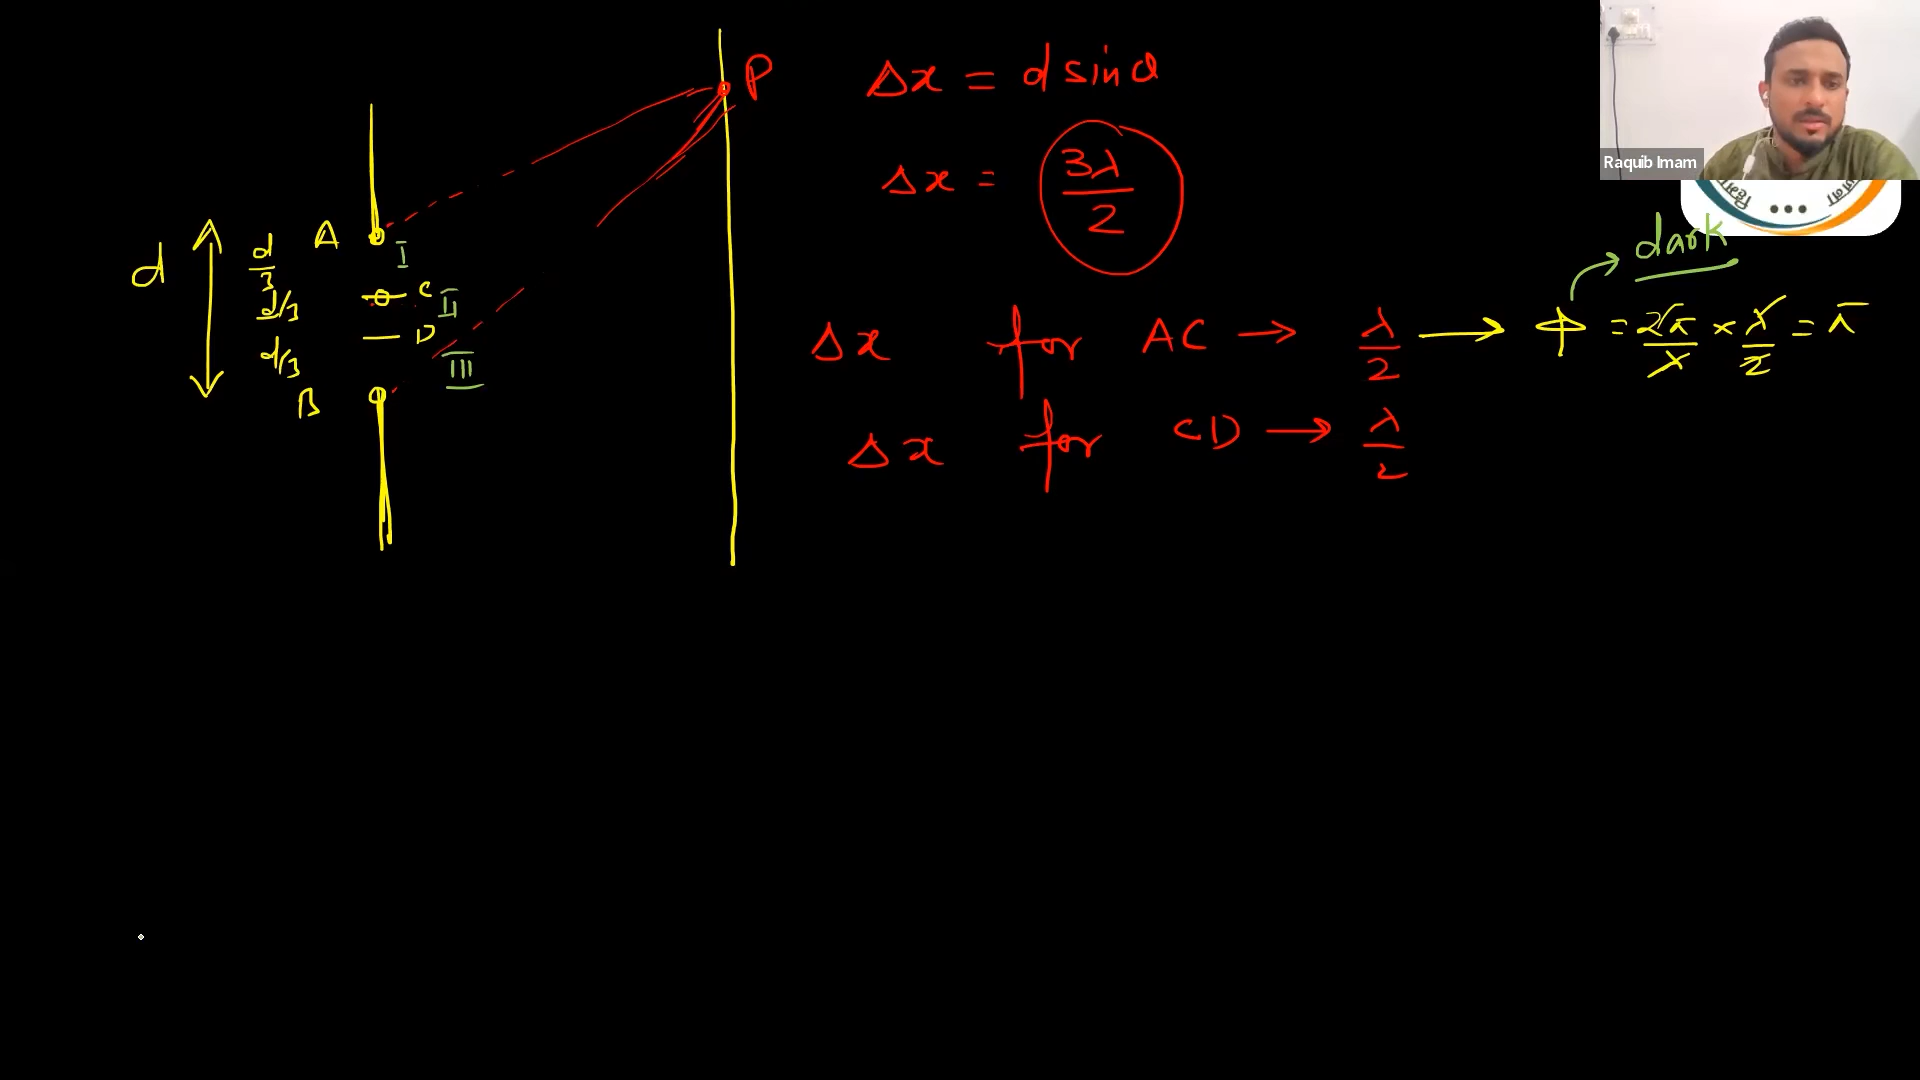 P
Δx = d sinθ
Raquib Imam
Δx = 3λ/2
dark
A
I
d
d/3
C
II
d/3
D
d/3
III
B
Δx for AC → λ/2 → ϕ = 2π/λ × λ/2 = π
Δx for CD → λ/2